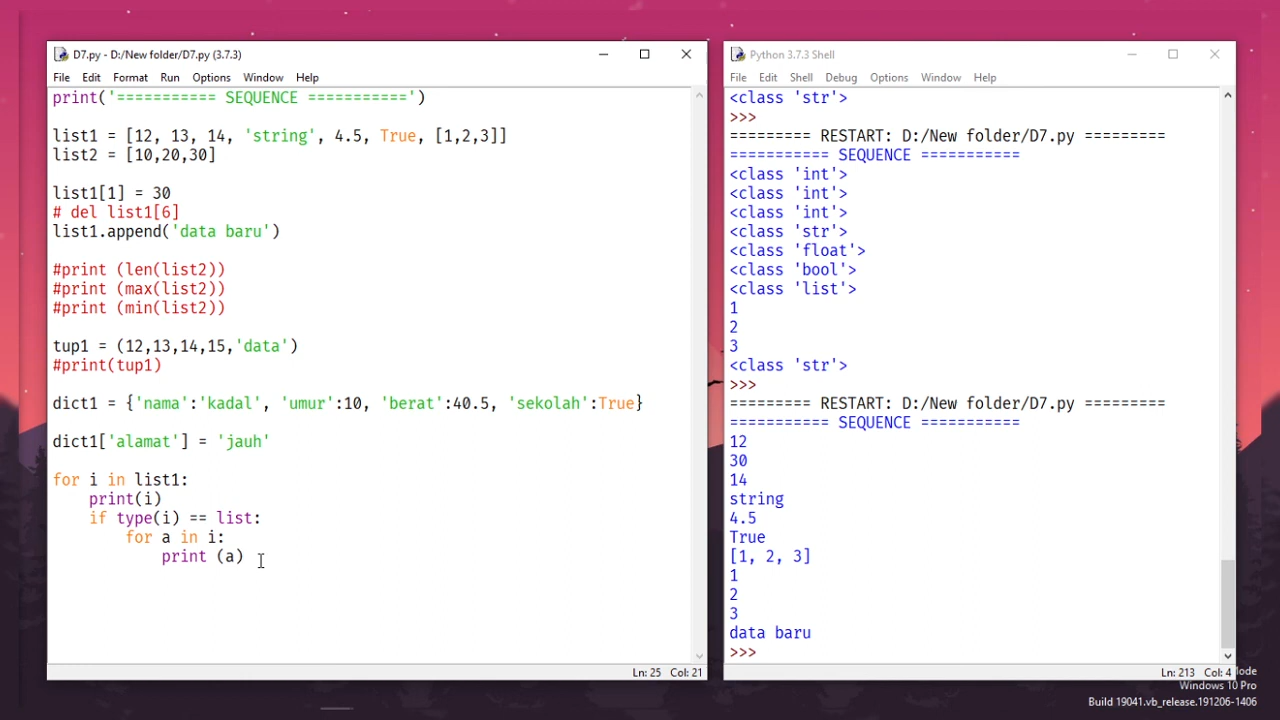 D7.py - D:/New folder/D7.py (3.7.3)
File Edit Format Run Options Window Help
print('=========== SEQUENCE ===========')
list1 = [12, 13, 14, 'string', 4.5, True, [1,2,3]]
list2 = [10,20,30]
list1[1] = 30
# del list1[6]
list1.append('data baru')
#print (len(list2))
#print (max(list2))
#print (min(list2))
tup1 = (12,13,14,15,'data')
#print(tup1)
dict1 = {'nama':'kadal', 'umur':10, 'berat':40.5, 'sekolah':True}
dict1['alamat'] = 'jauh'
for i in list1:
    print(i)
    if type(i) == list:
        for a in i:
            print (a)
Ln: 25 Col: 21
Python 3.7.3 Shell
File Edit Shell Debug Options Window Help
<class 'str'>
>>>
========= RESTART: D:/New folder/D7.py =========
=========== SEQUENCE ===========
<class 'int'>
<class 'int'>
<class 'int'>
<class 'str'>
<class 'float'>
<class 'bool'>
<class 'list'>
1
2
3
<class 'str'>
>>>
========= RESTART: D:/New folder/D7.py =========
=========== SEQUENCE ===========
12
30
14
string
4.5
True
[1, 2, 3]
1
2
3
data baru
>>>
Ln: 213 Col: 4
Windows 10 Pro
Build 19041.vb_release.191206-1406